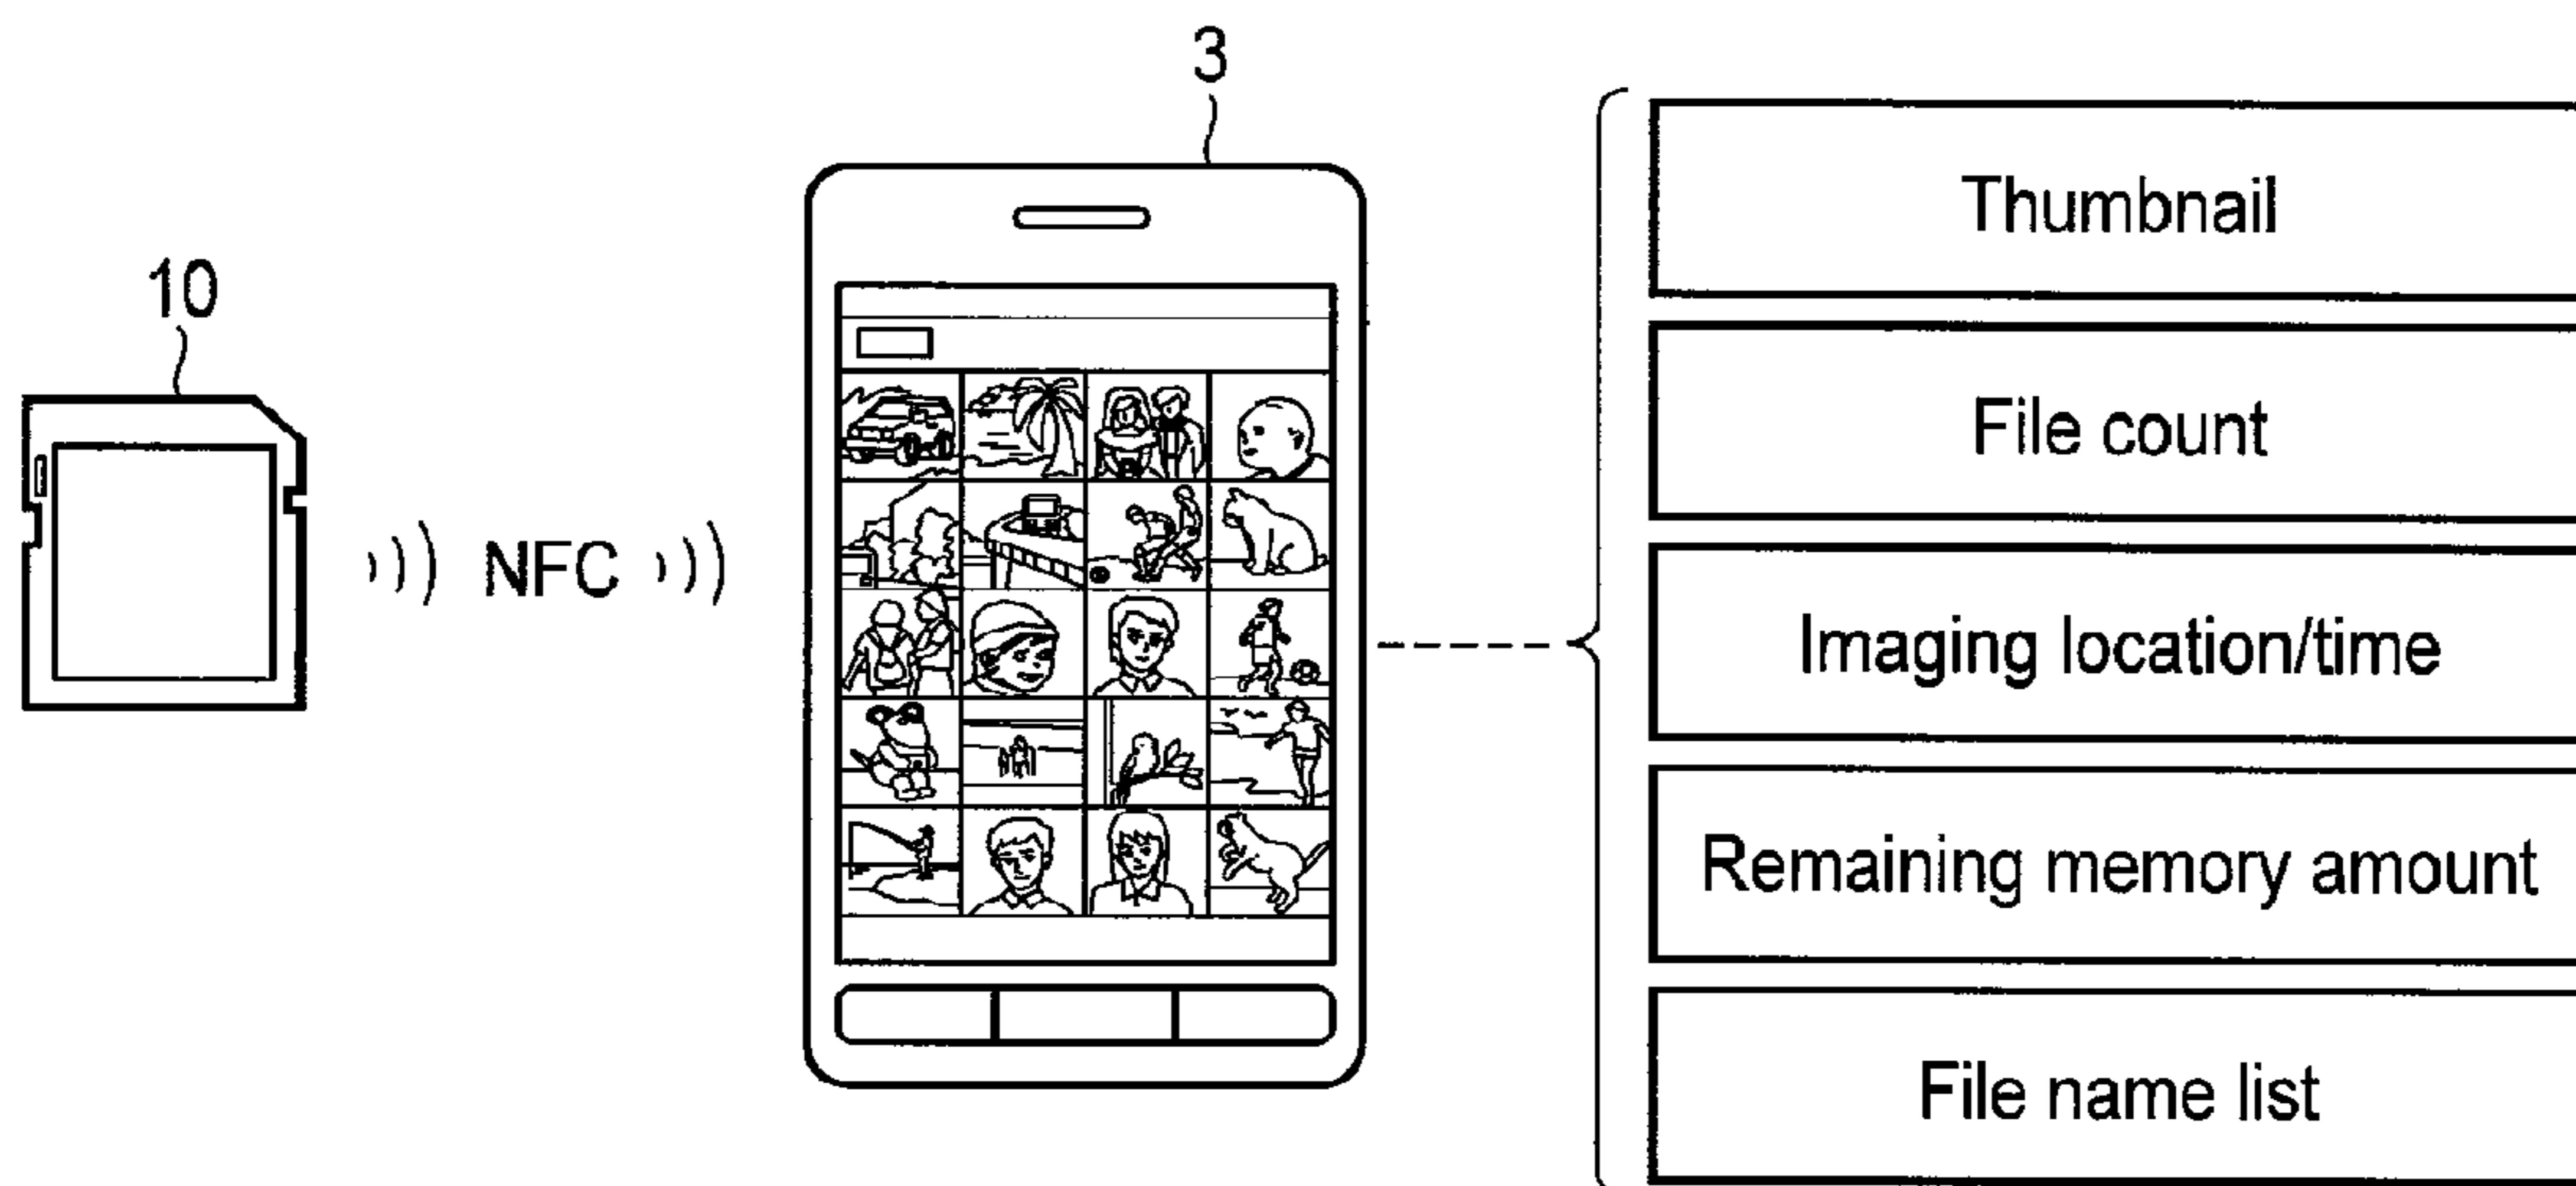 3
10
NFC
Thumbnail
File count
Imaging location/time
Remaining memory amount
File name list